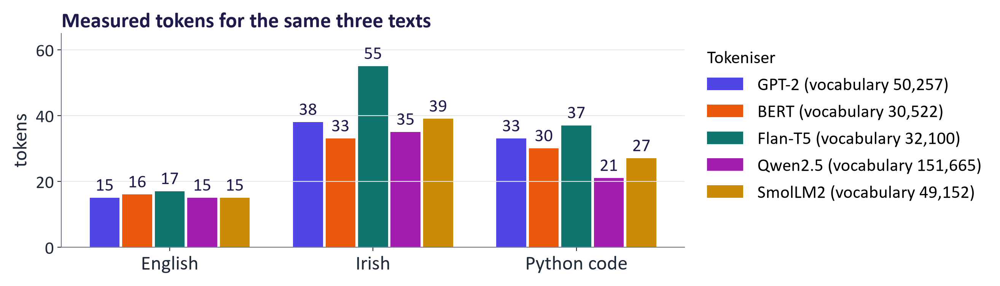 Measured tokens for the same three texts
60
40
20
0
tokens
15 16 17 15 15
38 33 55 35 39
33 30 37 21 27
English Irish Python code
Tokeniser
GPT-2 (vocabulary 50,257)
BERT (vocabulary 30,522)
Flan-T5 (vocabulary 32,100)
Qwen2.5 (vocabulary 151,665)
SmolLM2 (vocabulary 49,152)